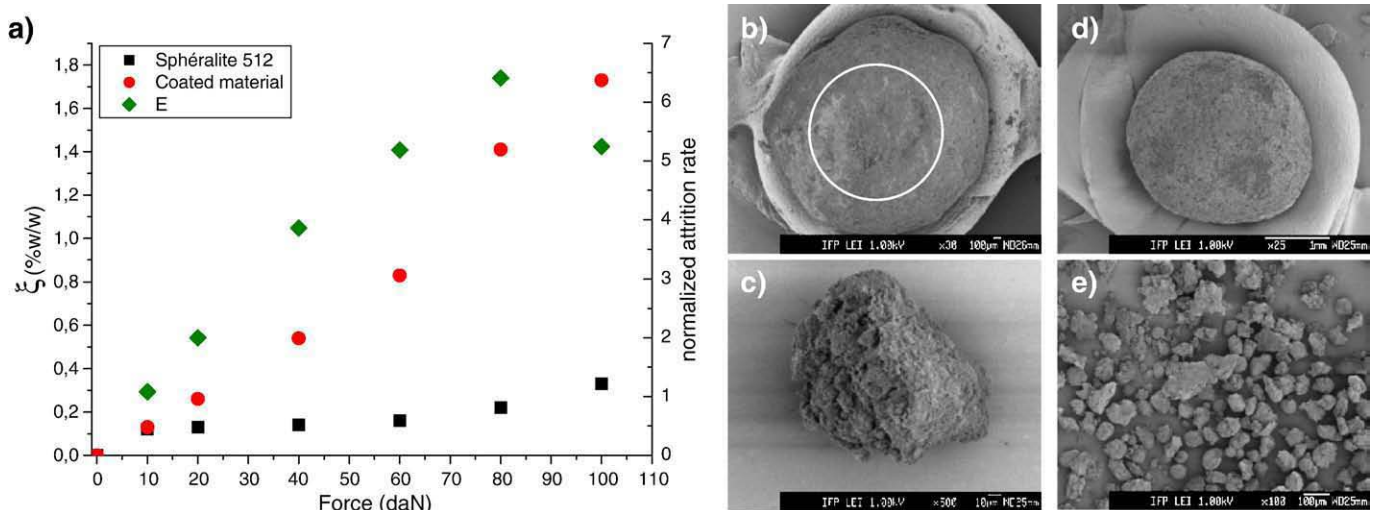 a)
Sphéralite 512
Coated material
E
1,8
1,6
1,4
1,2
1,0
0,8
0,6
0,4
0,2
0,0
ξ (%w/w)
0 10 20 30 40 50 60 70 80 90 100 110
Force (daN)
7
6
5
4
3
2
1
0
normalized attrition rate
b)
IFP LEI 1.00kV ×30 100µm WD26mm
d)
IFP LEI 1.00kV ×25 1mm WD25mm
c)
IFP LEI 1.00kV ×500 10µm WD25mm
e)
IFP LEI 1.00kV ×100 100µm WD25mm